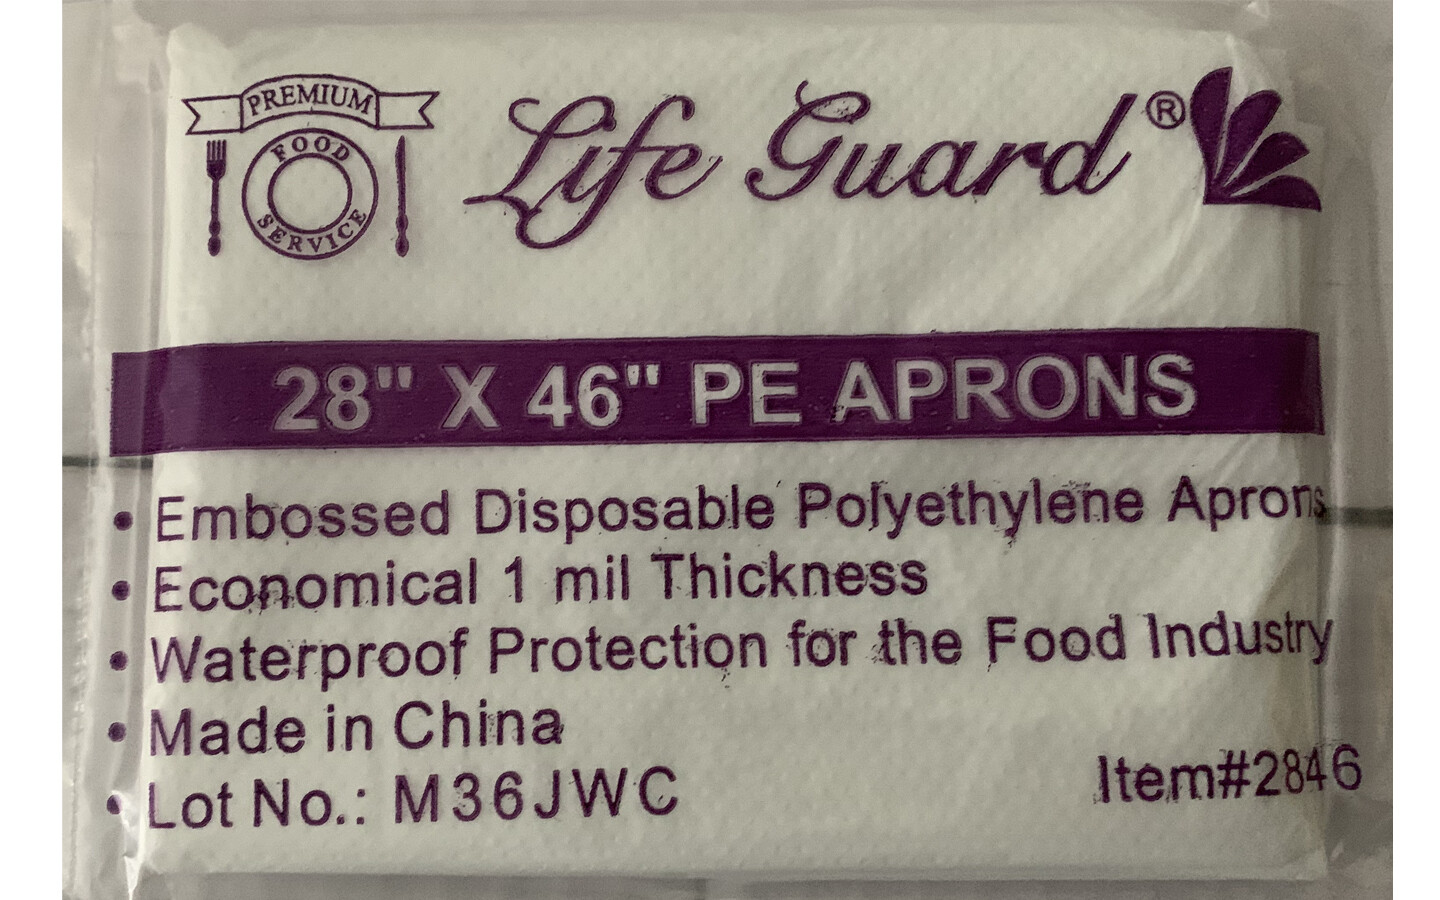 PREMIUM
FOOD
SERVICE
Life Guard®
28" X 46" PE APRONS
• Embossed Disposable Polyethylene Aprons
• Economical 1 mil Thickness
• Waterproof Protection for the Food Industry
• Made in China
• Lot No.: M36JWC
Item#2846